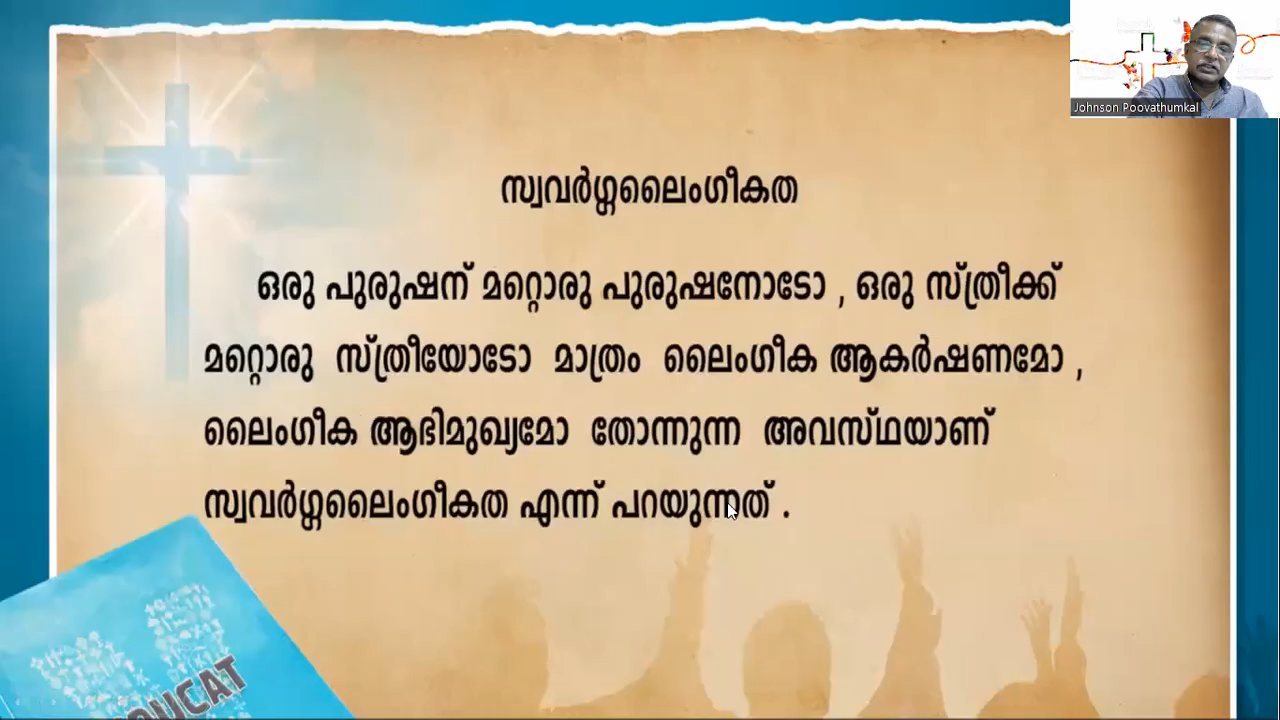 Johnson Poovathumkal
സ്വവർഗ്ഗലൈംഗീകത
ഒരു പുരുഷന് മറ്റൊരു പുരുഷനോടോ , ഒരു സ്ത്രീക്ക്
മറ്റൊരു സ്ത്രീയോടോ മാത്രം ലൈംഗീക ആകർഷണമോ ,
ലൈംഗീക ആഭിമുഖ്യമോ തോന്നുന്ന അവസ്ഥയാണ്
സ്വവർഗ്ഗലൈംഗീകത എന്ന് പറയുന്നത് .